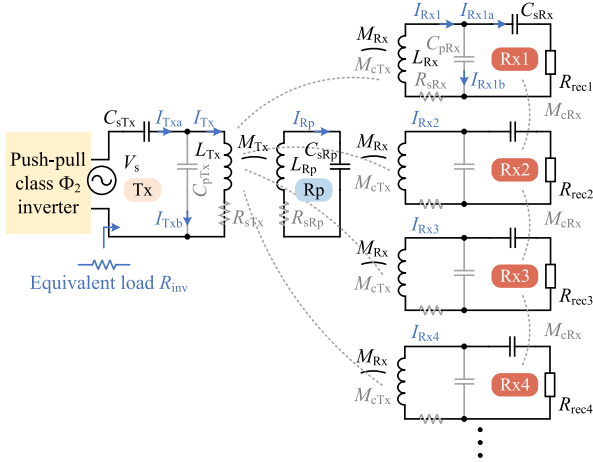 I_Rx1 I_Rx1a C_sRx
M_Rx
C_pRx
L_Rx
Rx1
M_cTx
R_sRx
I_Rx1b
R_rec1
M_cRx
C_sTx
I_Txa I_Tx
M_Tx
I_Rp
M_Rx
I_Rx2
Push-pull
class Φ2
inverter
V_s
Tx
C_pTx
L_Tx
L_Rp
C_sRp
Rp
M_cTx
Rx2
R_rec2
I_Txb
R_sTx
R_sRp
M_cRx
I_Rx3
M_Rx
M_cTx
Rx3
R_rec3
Equivalent load R_inv
M_cRx
I_Rx4
M_Rx
M_cTx
Rx4
R_rec4